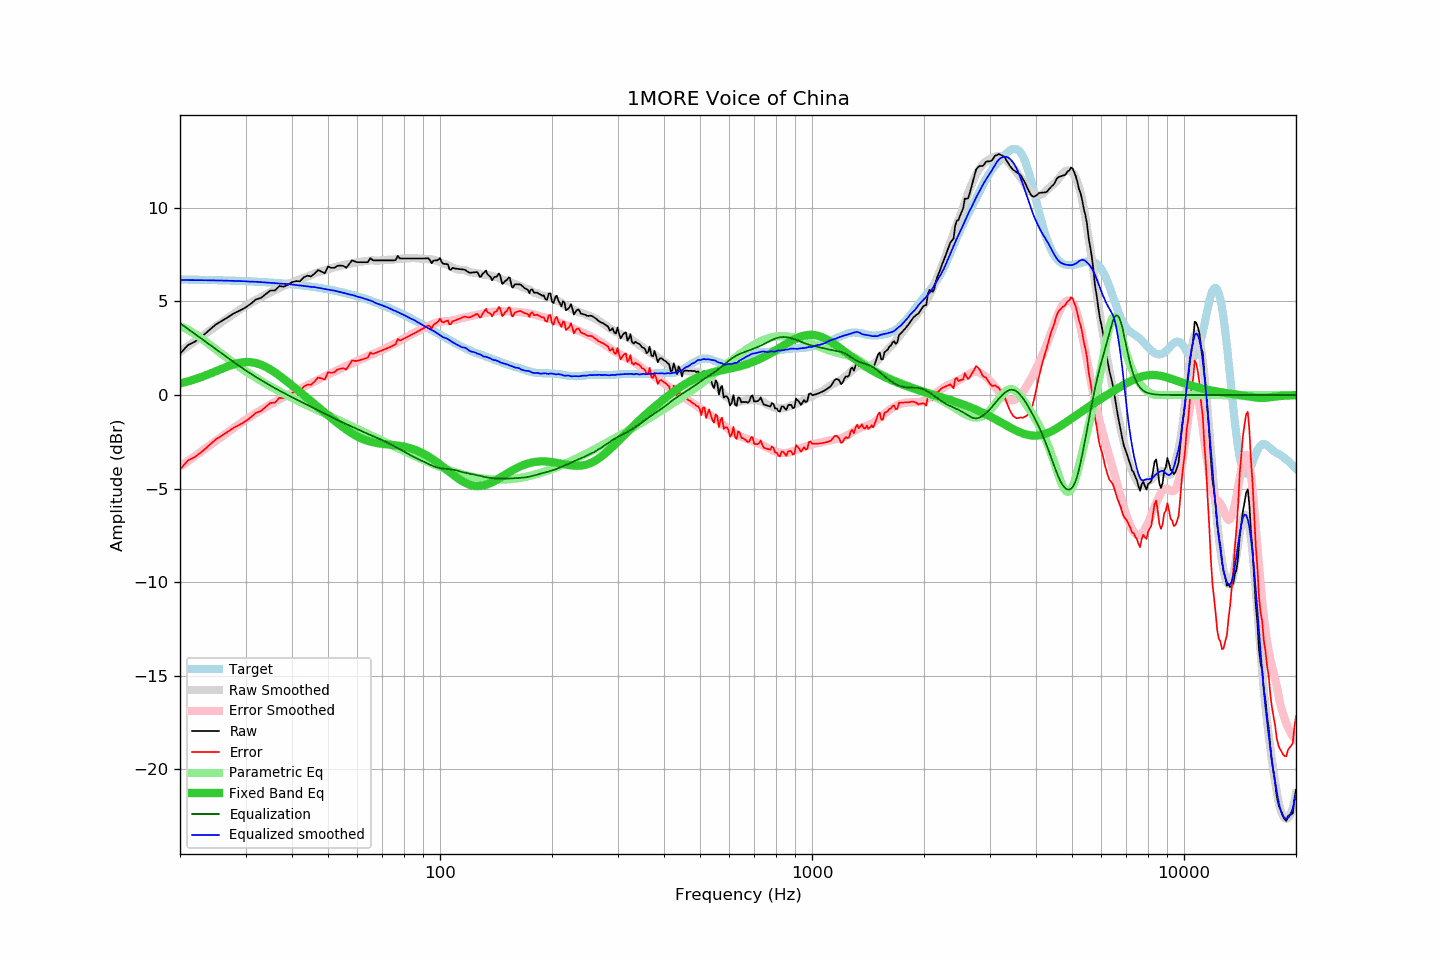 1MORE Voice of China
10
5
0
−5
−10
−15
−20
Amplitude (dBr)
Target
Raw Smoothed
Error Smoothed
Raw
Error
Parametric Eq
Fixed Band Eq
Equalization
Equalized smoothed
100
1000
10000
Frequency (Hz)